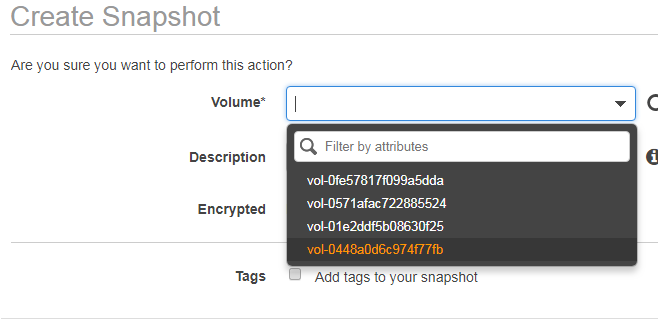 Create Snapshot
Are you sure you want to perform this action?
Volume*
Filter by attributes
vol-0fe57817f099a5dda
vol-0571afac722885524
vol-01e2ddf5b08630f25
vol-0448a0d6c974f77fb
Description
Encrypted
Tags Add tags to your snapshot